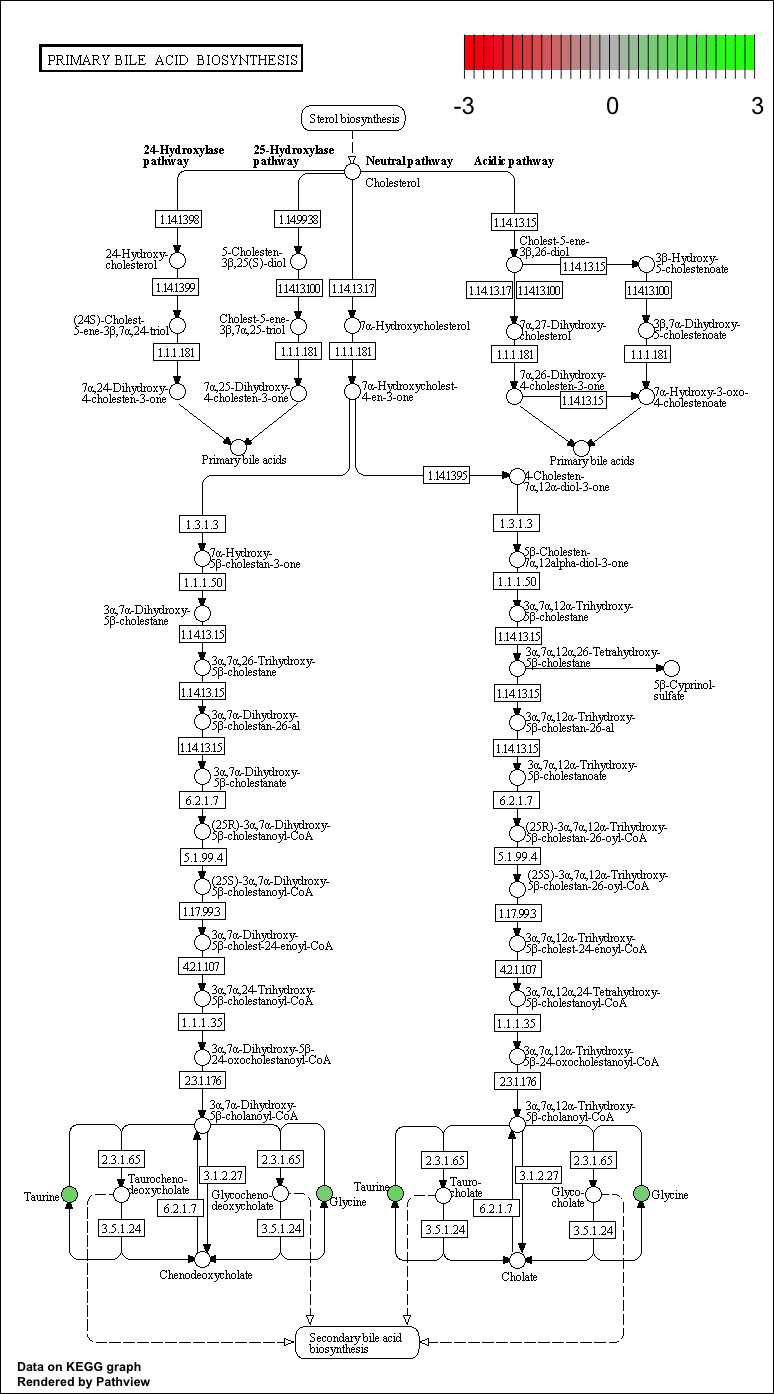 PRIMARY BILE ACID BIOSYNTHESIS
-3 0 3
Sterol biosynthesis
24-Hydroxylase
pathway
25-Hydroxylase
pathway
Neutral pathway
Acidic pathway
Cholesterol
1.14.1398
1.14.9938
1.14.13.15
24-Hydroxy-
cholesterol
5-Cholesten-
3β,25(S)-diol
Cholest-5-ene-
3β,26-diol
1.14.13.15
3β-Hydroxy-
5-cholestenoate
1.14.1399
1.1413.100
1.14.13.17
1.14.13.17
1.1413.100
1.1413.100
(24S)-Cholest-
5-ene-3β,7α,24-triol
Cholest-5-ene-
3β,7α,25-triol
7α-Hydroxycholesterol
7α,27-Dihydroxy-
cholesterol
3β,7α-Dihydroxy-
5-cholestenoate
1.1.1.181
1.1.1.181
1.1.1.181
1.1.1.181
1.1.1.181
7α,24-Dihydroxy-
4-cholesten-3-one
7α,25-Dihydroxy-
4-cholesten-3-one
7α-Hydroxycholest-
4-en-3-one
7α,26-Dihydroxy-
4-cholesten-3-one
1.14.13.15
7α-Hydroxy-3-oxo-
4-cholestenoate
Primary bile acids
Primary bile acids
1.14.1395
4-Cholesten-
7α,12α-diol-3-one
1.3.1.3
1.3.1.3
7α-Hydroxy-
5β-cholestan-3-one
5β-Cholesten-
7α,12alpha-diol-3-one
1.1.1.50
1.1.1.50
3α,7α-Dihydroxy-
5β-cholestane
3α,7α,12α-Trihydroxy-
5β-cholestane
1.14.13.15
1.14.13.15
3α,7α,26-Trihydroxy-
5β-cholestane
3α,7α,12α,26-Tetrahydroxy-
5β-cholestane
5β-Cyprinol-
sulfate
1.14.13.15
1.14.13.15
3α,7α-Dihydroxy-
5β-cholestan-26-al
3α,7α,12α-Trihydroxy-
5β-cholestan-26-al
1.14.13.15
1.14.13.15
3α,7α-Dihydroxy-
5β-cholestanate
3α,7α,12α-Trihydroxy-
5β-cholestanoate
6.2.1.7
6.2.1.7
(25R)-3α,7α-Dihydroxy-
5β-cholestanoyl-CoA
(25R)-3α,7α,12α-Trihydroxy-
5β-cholestan-26-oyl-CoA
5.1.99.4
5.1.99.4
(25S)-3α,7α-Dihydroxy-
5β-cholestanoyl-CoA
(25S)-3α,7α,12α-Trihydroxy-
5β-cholestan-26-oyl-CoA
1.17.99.3
1.17.99.3
3α,7α-Dihydroxy-
5β-cholest-24-enoyl-CoA
3α,7α,12α-Trihydroxy-
5β-cholest-24-enoyl-CoA
4.2.1.107
4.2.1.107
3α,7α,24-Trihydroxy-
5β-cholestanoyl-CoA
3α,7α,12α,24-Tetrahydroxy-
5β-cholestanoyl-CoA
1.1.1.35
1.1.1.35
3α,7α-Dihydroxy-5β-
24-oxocholestanoyl-CoA
3α,7α,12α-Trihydroxy-
5β-24-oxocholestanoyl-CoA
2.3.1.176
2.3.1.176
3α,7α-Dihydroxy-
5β-cholanoyl-CoA
3α,7α,12α-Trihydroxy-
5β-cholanoyl-CoA
2.3.1.65
3.1.2.27
2.3.1.65
2.3.1.65
3.1.2.27
2.3.1.65
Taurine
Taurocheno-
deoxycholate
Glycocheno-
deoxycholate
Glycine
Taurine
Tauro-
cholate
Glyco-
cholate
Glycine
6.2.1.7
6.2.1.7
3.5.1.24
3.5.1.24
3.5.1.24
3.5.1.24
Chenodeoxycholate
Cholate
Secondary bile acid
biosynthesis
Data on KEGG graph
Rendered by Pathview